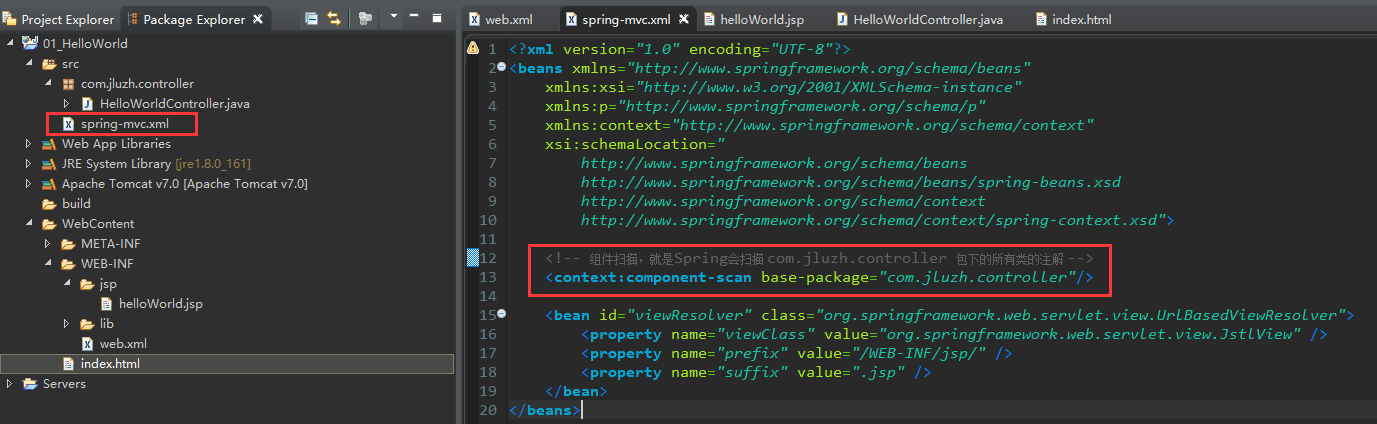 Project Explorer
Package Explorer
01_HelloWorld
src
com.jluzh.controller
HelloWorldController.java
spring-mvc.xml
Web App Libraries
JRE System Library [jre1.8.0_161]
Apache Tomcat v7.0 [Apache Tomcat v7.0]
build
WebContent
META-INF
WEB-INF
jsp
helloWorld.jsp
lib
web.xml
index.html
Servers
web.xml
spring-mvc.xml
helloWorld.jsp
HelloWorldController.java
index.html
1 <?xml version="1.0" encoding="UTF-8"?>
2 <beans xmlns="http://www.springframework.org/schema/beans"
3 xmlns:xsi="http://www.w3.org/2001/XMLSchema-instance"
4 xmlns:p="http://www.springframework.org/schema/p"
5 xmlns:context="http://www.springframework.org/schema/context"
6 xsi:schemaLocation="
7 http://www.springframework.org/schema/beans
8 http://www.springframework.org/schema/beans/spring-beans.xsd
9 http://www.springframework.org/schema/context
10 http://www.springframework.org/schema/context/spring-context.xsd">
11
12 <!-- 组件扫描，就是Spring会扫描 com.jluzh.controller 包下的所有类的注解 -->
13 <context:component-scan base-package="com.jluzh.controller"/>
14
15 <bean id="viewResolver" class="org.springframework.web.servlet.view.UrlBasedViewResolver">
16 <property name="viewClass" value="org.springframework.web.servlet.view.JstlView" />
17 <property name="prefix" value="/WEB-INF/jsp/" />
18 <property name="suffix" value=".jsp" />
19 </bean>
20 </beans>